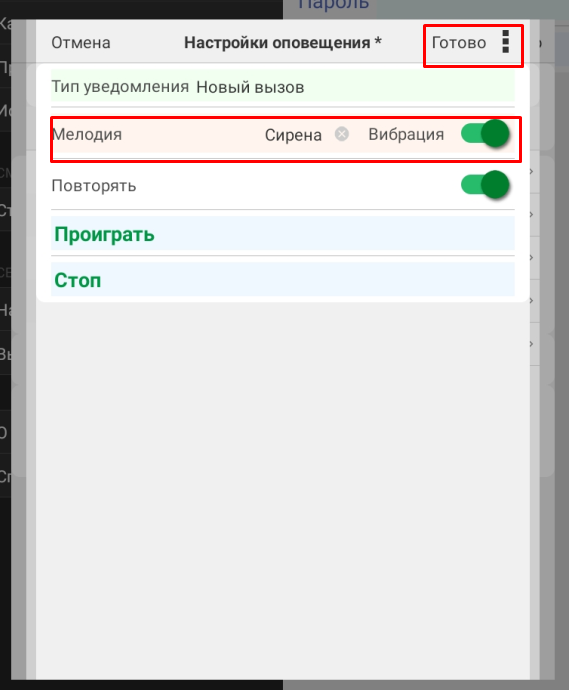 Пароль
Отмена Настройки оповещения * Готово
Тип уведомления Новый вызов
Мелодия Сирена Вибрация
Повторять
Проиграть
Стоп